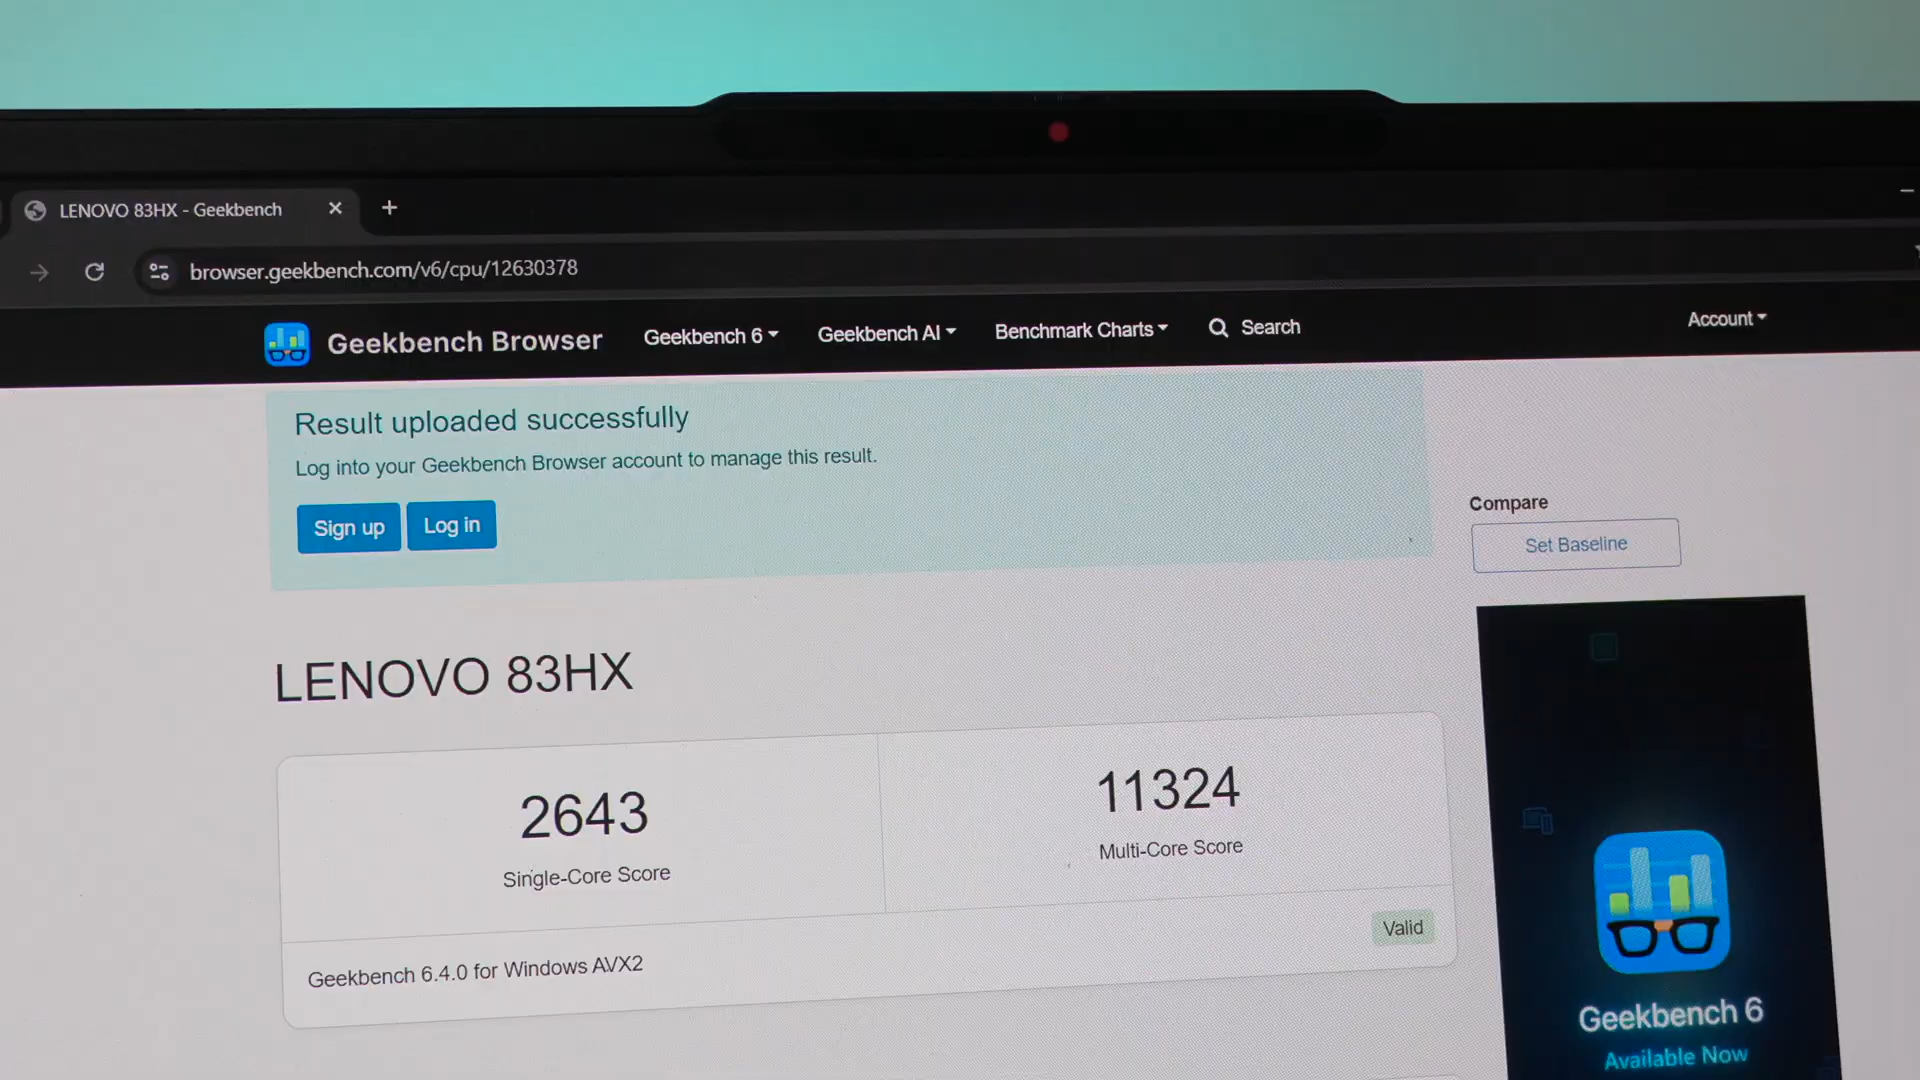 LENOVO 83HX - Geekbench
browser.geekbench.com/v6/cpu/12630378
Geekbench Browser
Geekbench 6
Geekbench AI
Benchmark Charts
Search
Account
Result uploaded successfully
Log into your Geekbench Browser account to manage this result.
Sign up
Log in
Compare
Set Baseline
LENOVO 83HX
2643
Single-Core Score
11324
Multi-Core Score
Valid
Geekbench 6.4.0 for Windows AVX2
Geekbench 6
Available Now